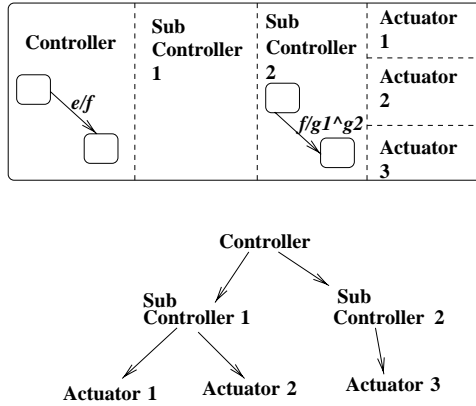 Controller
e/f
Sub
Controller
1
Sub
Controller
2
f/g1^g2
Actuator
1
Actuator
2
Actuator
3
Controller
Sub
Controller 1
Sub
Controller 2
Actuator 1
Actuator 2
Actuator 3